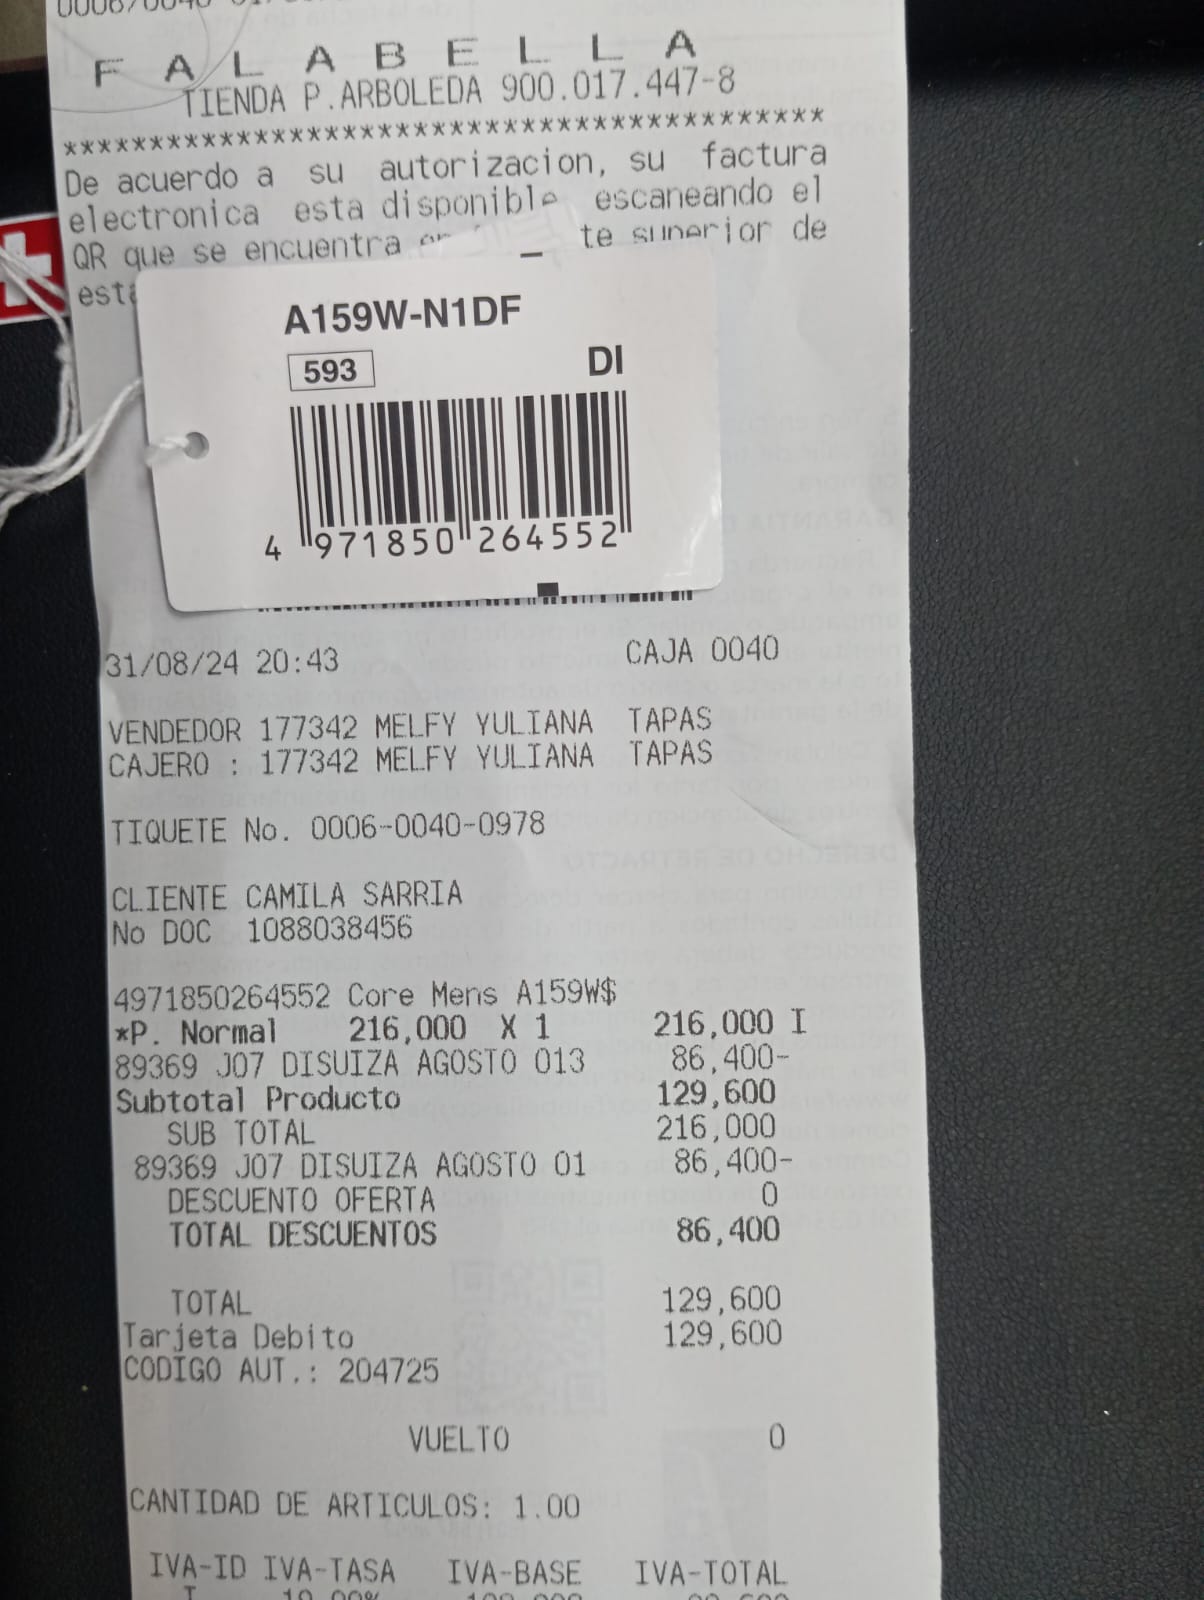 F A L A B E L L A
TIENDA P.ARBOLEDA 900.017.447-8
****************************************
De acuerdo a su autorizacion, su factura
electronica esta disponible escaneando el
QR que se encuentra te superior de
A159W-N1DF
593 DI
4 971850 264552
31/08/24 20:43 CAJA 0040
VENDEDOR 177342 MELFY YULIANA TAPAS
CAJERO : 177342 MELFY YULIANA TAPAS
TIQUETE No. 0006-0040-0978
CLIENTE CAMILA SARRIA
No DOC 1088038456
4971850264552 Core Mens A159W$
*P. Normal 216,000 X 1 216,000 I
89369 J07 DISUIZA AGOSTO 013 86,400-
Subtotal Producto 129,600
SUB TOTAL 216,000
89369 J07 DISUIZA AGOSTO 01 86,400-
DESCUENTO OFERTA 0
TOTAL DESCUENTOS 86,400
TOTAL 129,600
Tarjeta Debito 129,600
CODIGO AUT.: 204725
VUELTO 0
CANTIDAD DE ARTICULOS: 1.00
IVA-ID IVA-TASA IVA-BASE IVA-TOTAL